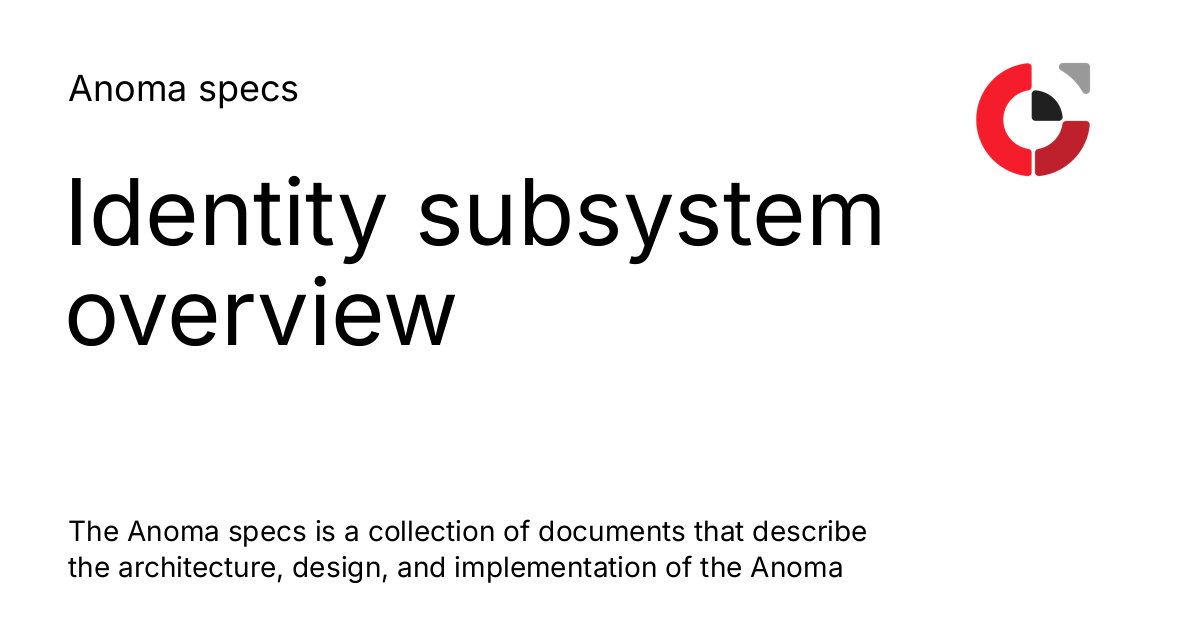 Anoma specs
Identity subsystem
overview
The Anoma specs is a collection of documents that describe
the architecture, design, and implementation of the Anoma